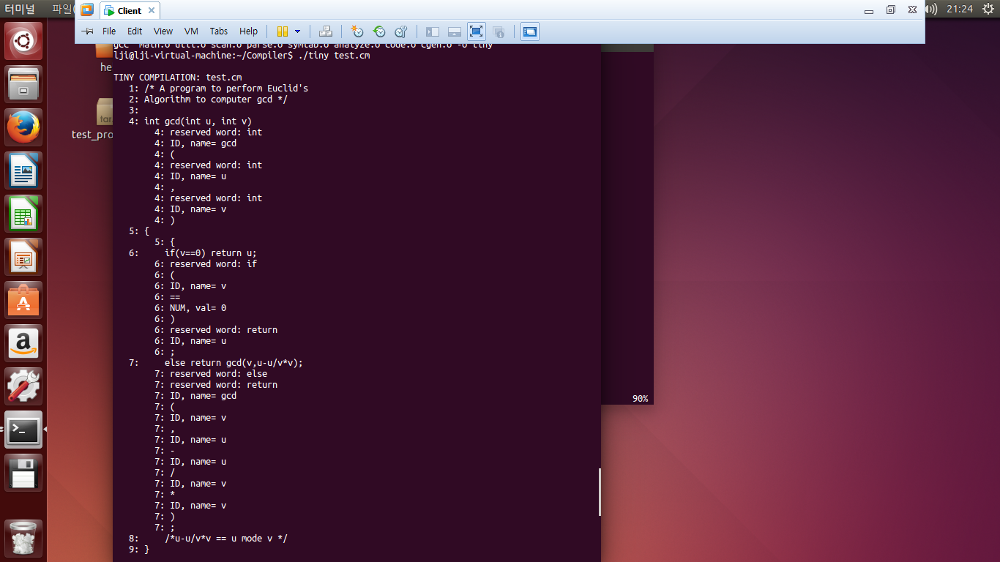 터미널 파일
Client
21:24
File Edit View VM Tabs Help
gcc main.o util.o scan.o parse.o symtab.o analyze.o code.o cgen.o -o tiny
lji@lji-virtual-machine:~/Compiler$ ./tiny test.cm
he
TINY COMPILATION: test.cm
1: /* A program to perform Euclid's
2: Algorithm to computer gcd */
3:
4: int gcd(int u, int v)
4: reserved word: int
4: ID, name= gcd
4: (
4: reserved word: int
4: ID, name= u
4: ,
4: reserved word: int
4: ID, name= v
4: )
5: {
5: {
6: if(v==0) return u;
6: reserved word: if
6: (
6: ID, name= v
6: ==
6: NUM, val= 0
6: )
6: reserved word: return
6: ID, name= u
6: ;
7: else return gcd(v,u-u/v*v);
7: reserved word: else
7: reserved word: return
7: ID, name= gcd
7: (
7: ID, name= v
7: ,
7: ID, name= u
7: -
7: ID, name= u
7: /
7: ID, name= v
7: *
7: ID, name= v
7: )
7: ;
8: /*u-u/v*v == u mode v */
9: }
tar
test_pro
90%